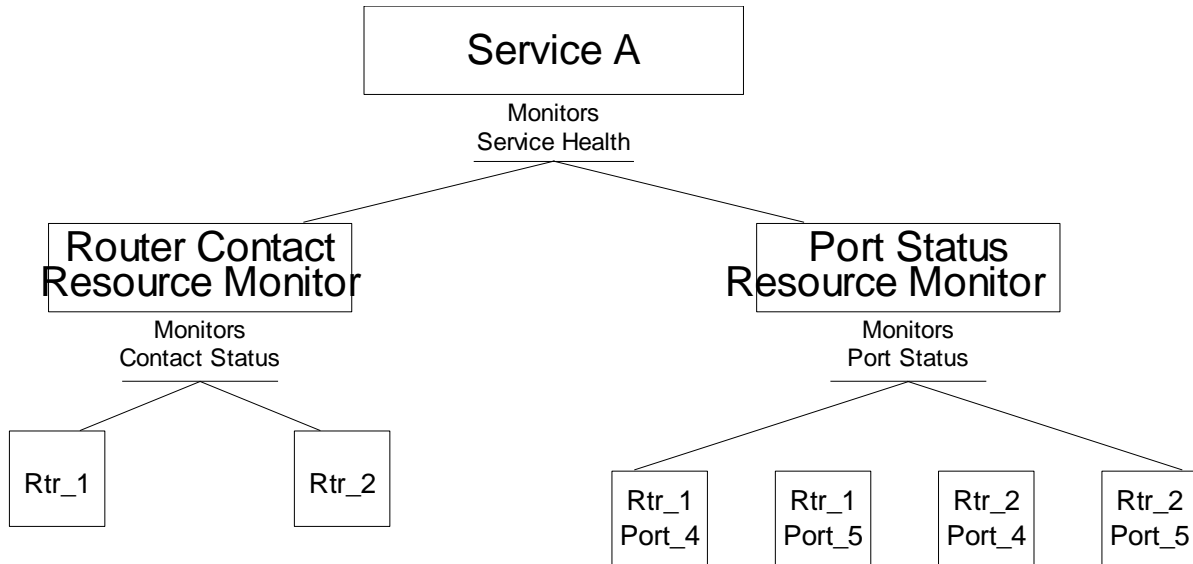 Service A
Monitors
Service Health
Router Contact
Resource Monitor
Port Status
Resource Monitor
Monitors
Contact Status
Monitors
Port Status
Rtr_1
Rtr_2
Rtr_1
Port_4
Rtr_1
Port_5
Rtr_2
Port_4
Rtr_2
Port_5